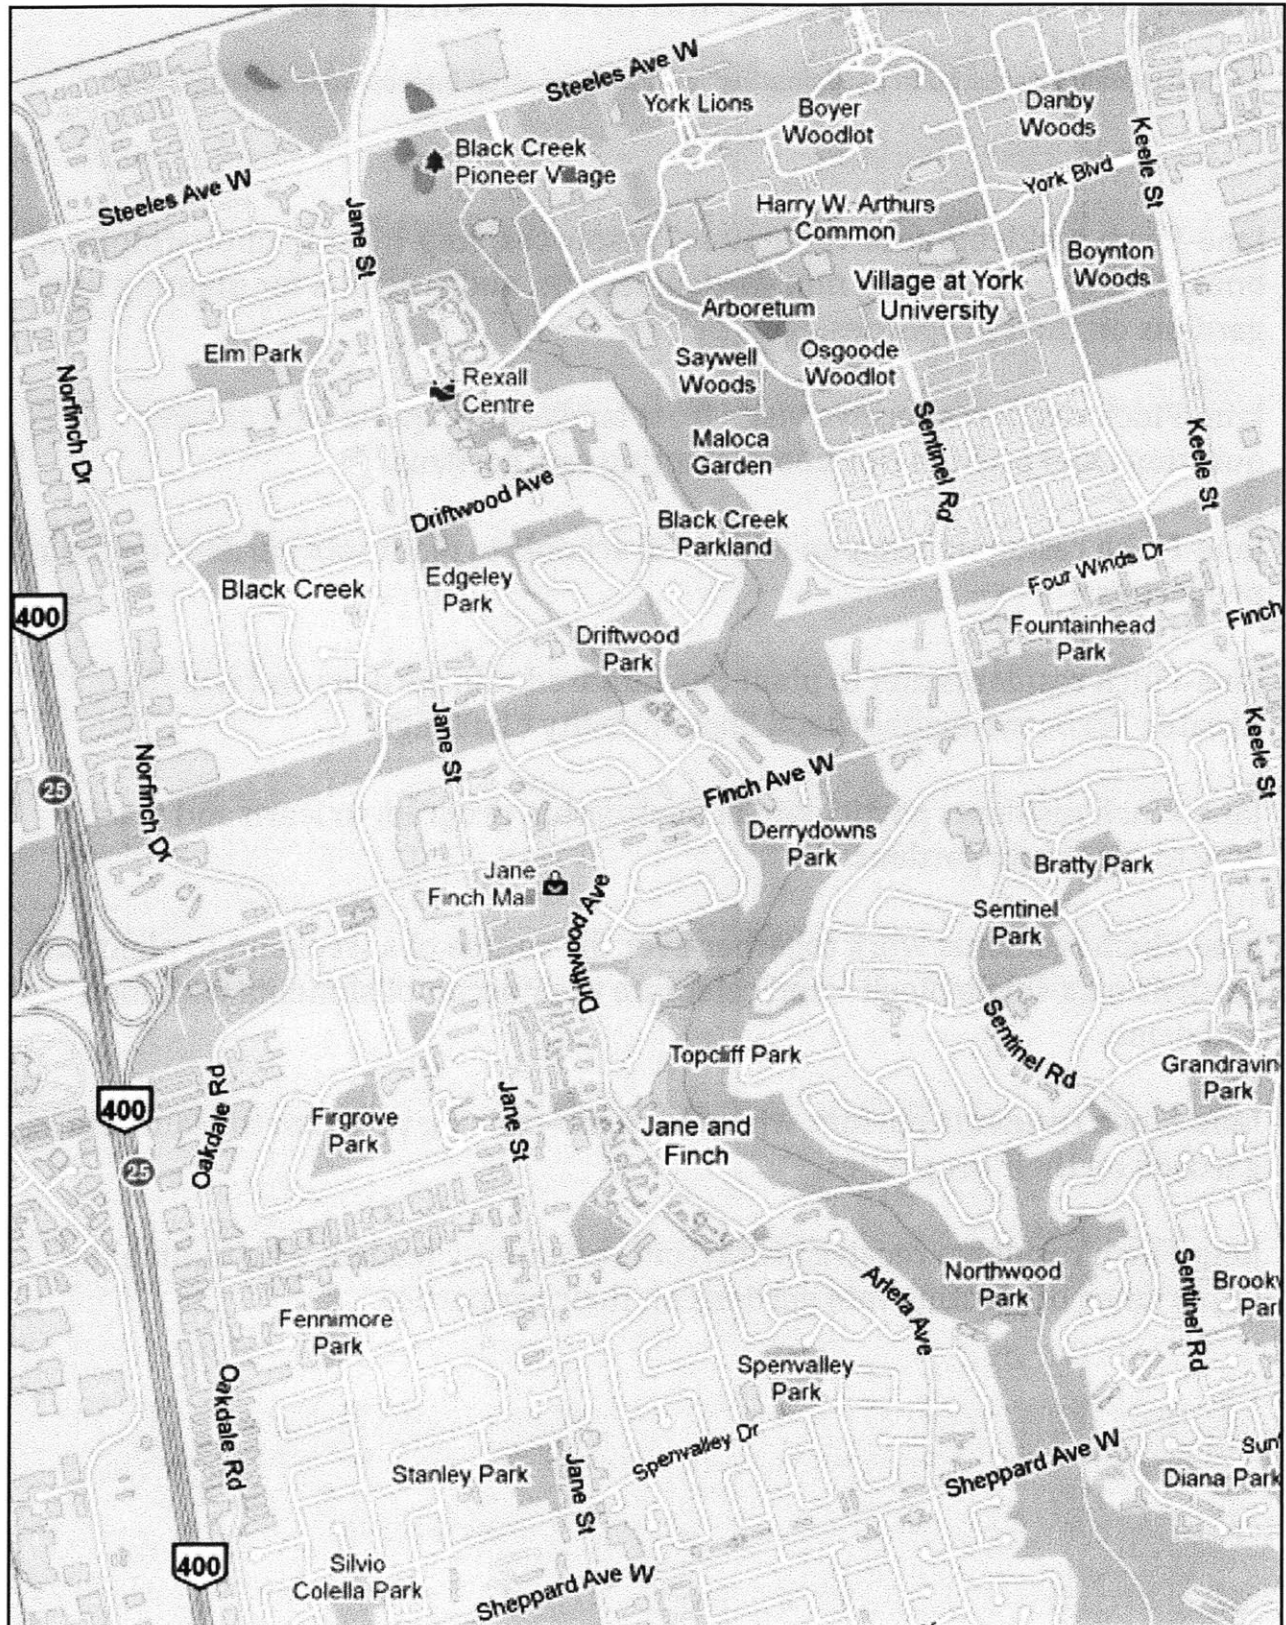 Steeles Ave W
York Lions
Boyer
Woodlot
Danby
Woods
Keele St
Black Creek
Pioneer Village
York Blvd
Steeles Ave W
Jane St
Harry W. Arthurs
Common
Boynton
Woods
Village at York
University
Arboretum
Elm Park
Saywell
Woods
Osgoode
Woodlot
Norfinch Dr
Rexall
Centre
Sentinel Rd
Keele St
Maloca
Garden
Driftwood Ave
Black Creek
Parkland
Black Creek
Edgeley
Park
Four Winds Dr
400
Driftwood
Park
Fountainhead
Park
Finch
Jane St
Keele St
Norfinch Dr
25
Finch Ave W
Derrydowns
Park
Bratty Park
Jane
Finch Mall
Driftwood Ave
Sentinel
Park
Sentinel Rd
Topcliff Park
Grandravin
Park
400
Oakdale Rd
Firgrove
Park
Jane St
Jane and
Finch
25
Arleta Ave
Northwood
Park
Sentinel Rd
Brookv
Par
Fennimore
Park
Spenvalley
Park
Oakdale Rd
Spenvalley Dr
Sheppard Ave W
Stanley Park
Jane St
Diana Park
400
Silvio
Colella Park
Sheppard Ave W